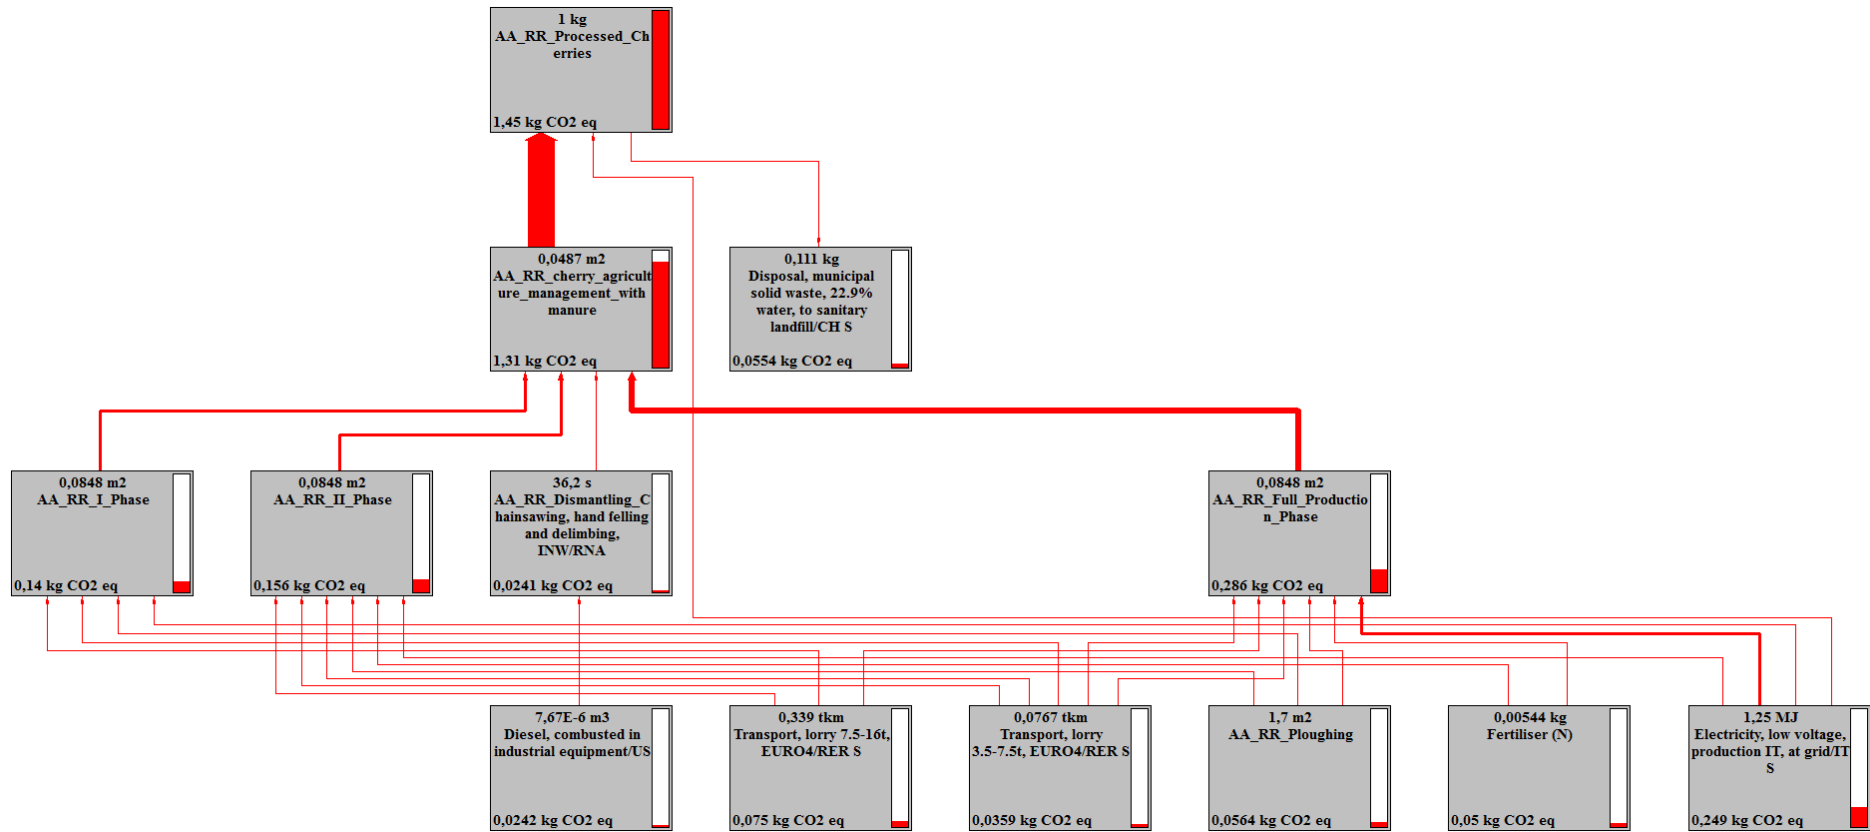 1 kg
AA_RR_Processed_Ch
erries
1,45 kg CO2 eq
0,0487 m2
AA_RR_cherry_agricult
ure_management_with
manure
1,31 kg CO2 eq
0,111 kg
Disposal, municipal
solid waste, 22.9%
water, to sanitary
landfill/CH S
0,0554 kg CO2 eq
0,0848 m2
AA_RR_I_Phase
0,14 kg CO2 eq
0,0848 m2
AA_RR_II_Phase
0,156 kg CO2 eq
36,2 s
AA_RR_Dismantling_C
hainsawing, hand felling
and delimbing,
INW/RNA
0,0241 kg CO2 eq
0,0848 m2
AA_RR_Full_Productio
n_Phase
0,286 kg CO2 eq
7,67E-6 m3
Diesel, combusted in
industrial equipment/US
0,0242 kg CO2 eq
0,339 tkm
Transport, lorry 7.5-16t,
EURO4/RER S
0,075 kg CO2 eq
0,0767 tkm
Transport, lorry
3.5-7.5t, EURO4/RER S
0,0359 kg CO2 eq
1,7 m2
AA_RR_Ploughing
0,0564 kg CO2 eq
0,00544 kg
Fertiliser (N)
0,05 kg CO2 eq
1,25 MJ
Electricity, low voltage,
production IT, at grid/IT
S
0,249 kg CO2 eq